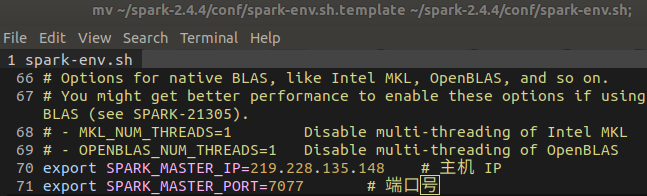 mv ~/spark-2.4.4/conf/spark-env.sh.template ~/spark-2.4.4/conf/spark-env.sh;
File Edit View Search Terminal Help
1 spark-env.sh
66 # Options for native BLAS, like Intel MKL, OpenBLAS, and so on.
67 # You might get better performance to enable these options if using
BLAS (see SPARK-21305).
68 # - MKL_NUM_THREADS=1        Disable multi-threading of Intel MKL
69 # - OPENBLAS_NUM_THREADS=1   Disable multi-threading of OpenBLAS
70 export SPARK_MASTER_IP=219.228.135.148    # 主机 IP
71 export SPARK_MASTER_PORT=7077       # 端口号